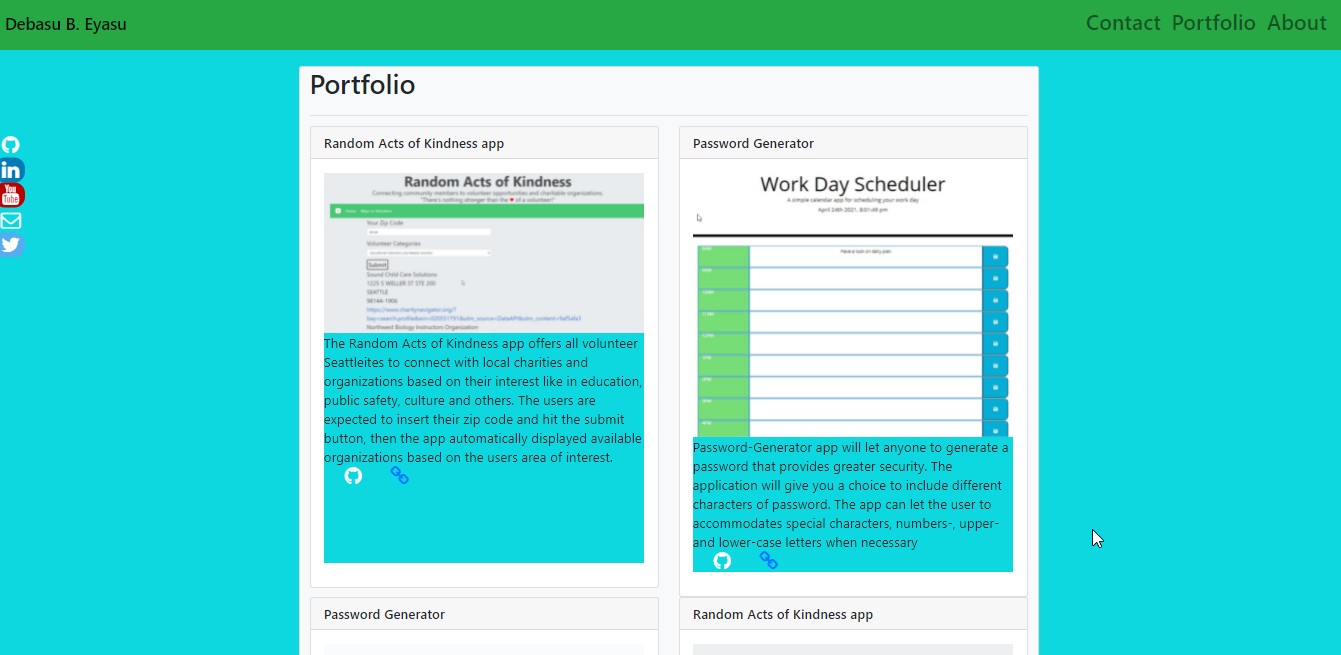 Debasu B. Eyasu
Contact Portfolio About
Portfolio
Random Acts of Kindness app
Random Acts of Kindness
Connecting community members to volunteer opportunities and charitable organizations.
"There's nothing stronger than the ♥ of a volunteer!"
Your Zip Code
Volunteer Categories
Submit
Sound Child Care Solutions
1225 S WELLER ST STE 200
SEATTLE
98144-1906
Northwest Biology Instructors Organization
The Random Acts of Kindness app offers all volunteer
Seattleites to connect with local charities and
organizations based on their interest like in education,
public safety, culture and others. The users are
expected to insert their zip code and hit the submit
button, then the app automatically displayed available
organizations based on the users area of interest.
Password Generator
Work Day Scheduler
A simple calendar app for scheduling your work day
April 24th 2021, 8:01:49 pm
Have a look on daily plan
Password-Generator app will let anyone to generate a
password that provides greater security. The
application will give you a choice to include different
characters of password. The app can let the user to
accommodates special characters, numbers-, upper-
and lower-case letters when necessary
Password Generator
Random Acts of Kindness app
in
You
Tube